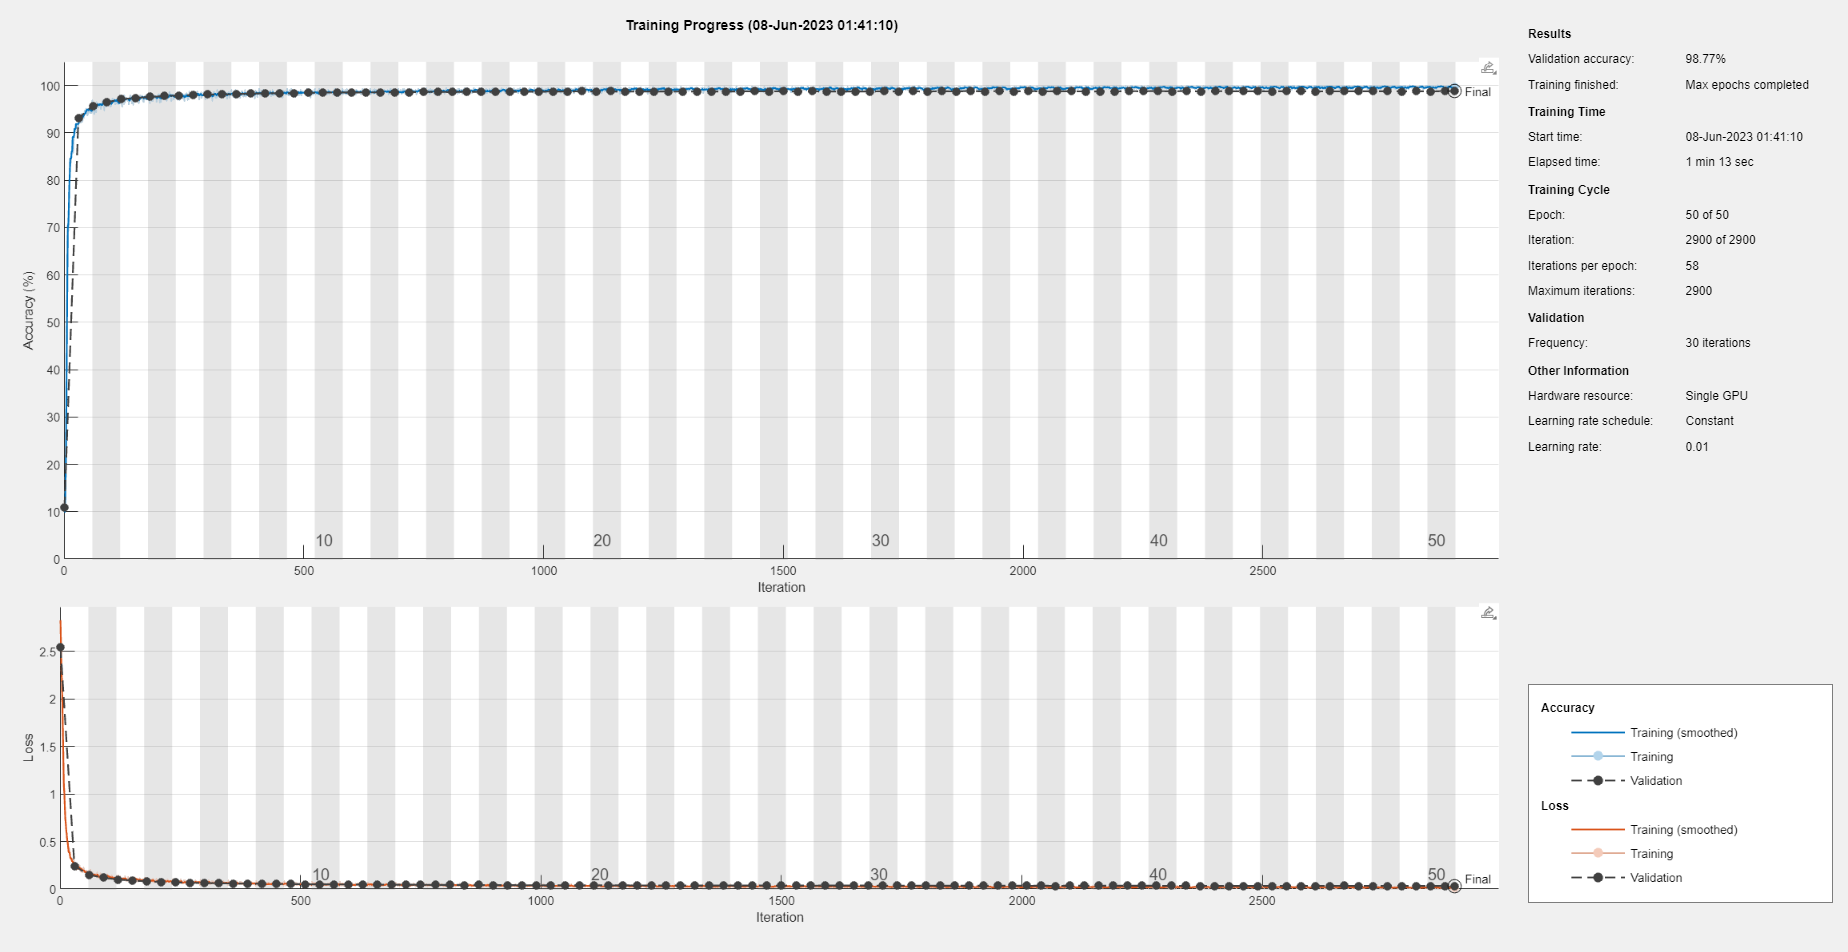 Training Progress (08-Jun-2023 01:41:10)
100
90
80
70
60
50
40
30
20
10
0
Accuracy (%)
Final
10
20
30
40
50
0
500
1000
1500
2000
2500
Iteration
2.5
2
1.5
1
0.5
0
Loss
Final
10
20
30
40
50
0
500
1000
1500
2000
2500
Iteration
Results
Validation accuracy: 98.77%
Training finished: Max epochs completed
Training Time
Start time: 08-Jun-2023 01:41:10
Elapsed time: 1 min 13 sec
Training Cycle
Epoch: 50 of 50
Iteration: 2900 of 2900
Iterations per epoch: 58
Maximum iterations: 2900
Validation
Frequency: 30 iterations
Other Information
Hardware resource: Single GPU
Learning rate schedule: Constant
Learning rate: 0.01
Accuracy
Training (smoothed)
Training
Validation
Loss
Training (smoothed)
Training
Validation